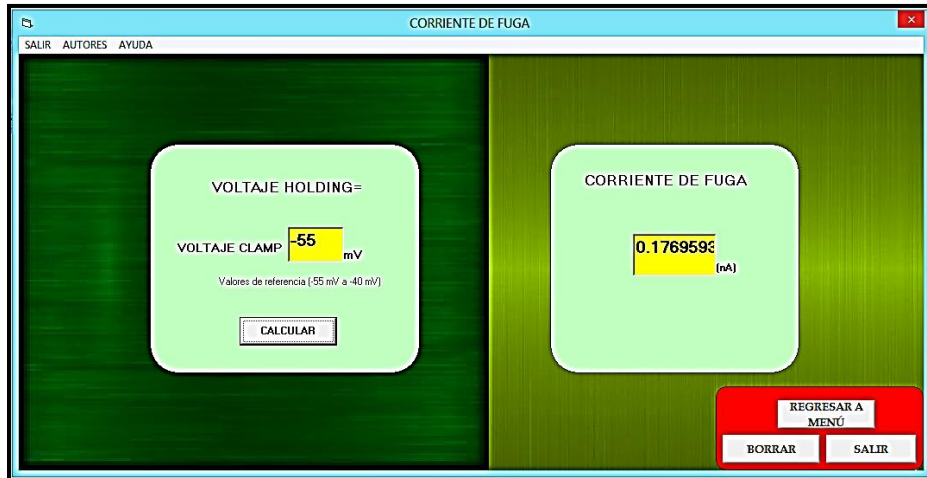 CORRIENTE DE FUGA
SALIR AUTORES AYUDA
VOLTAJE HOLDING=
VOLTAJE CLAMP -55 mV
Valores de referencia (-55 mV a -40 mV)
CALCULAR
CORRIENTE DE FUGA
0.1769593
(nA)
REGRESAR A
MENÚ
BORRAR SALIR